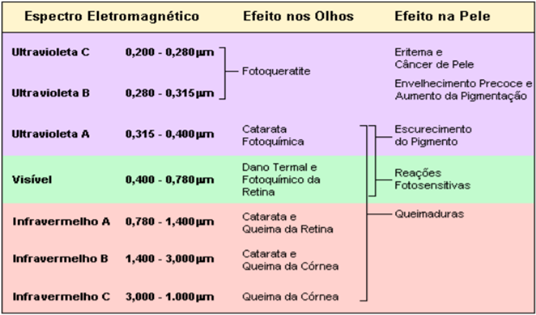 Espectro Eletromagnético Efeito nos Olhos Efeito na Pele
Ultravioleta C 0,200 - 0,280µm Eritema e
Câncer de Pele
Fotoqueratite
Ultravioleta B 0,280 - 0,315µm Envelhecimento Precoce e
Aumento da Pigmentação
Ultravioleta A 0,315 - 0,400µm Catarata
Fotoquímica Escurecimento
do Pigmento
Visível 0,400 - 0,780µm Dano Termal e
Fotoquímico da
Retina Reações
Fotosensitivas
Infravermelho A 0,780 - 1,400µm Catarata e
Queima da Retina Queimaduras
Infravermelho B 1,400 - 3,000µm Catarata e
Queima da Córnea
Infravermelho C 3,000 - 1.000µm Queima da Córnea